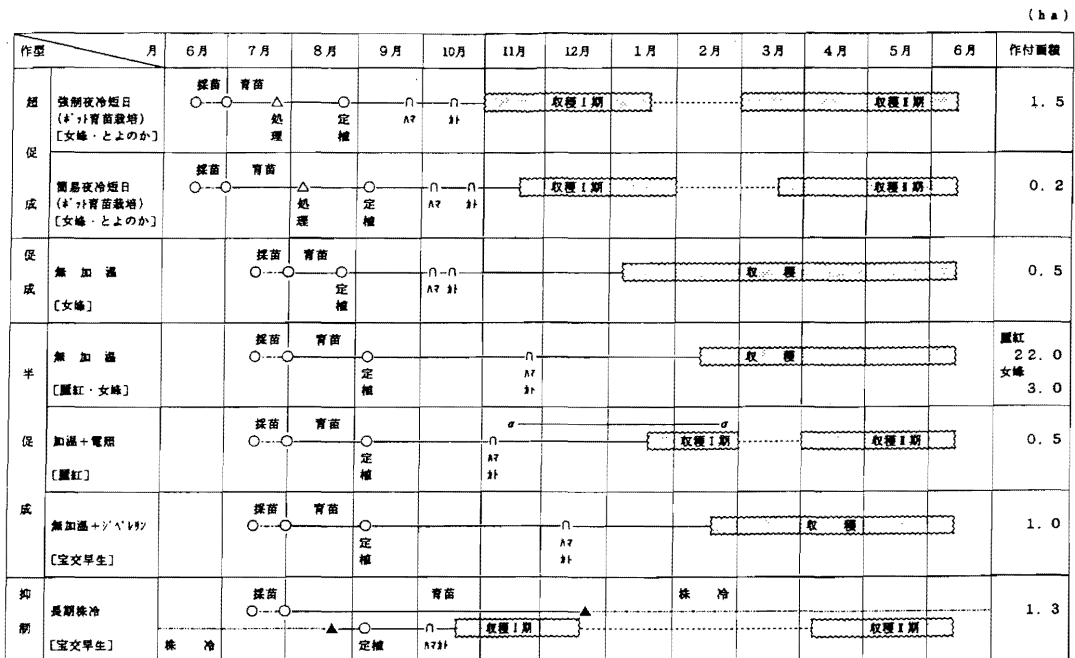 (ha)
作型 月 6月 7月 8月 9月 10月 11月 12月 1月 2月 3月 4月 5月 6月 作付面積
超促成
採苗 育苗
強制夜冷短日 収穫Ⅰ期 収穫Ⅱ期 1.5
(ポット育苗栽培) 処理 定植 ハマ カト
[女峰・とよのか]
採苗 育苗
簡易夜冷短日 収穫Ⅰ期 収穫Ⅱ期 0.2
(ポット育苗栽培) 処理 定植 ハマ カト
[女峰・とよのか]
促成
採苗 育苗
無加温 収穫 0.5
定植 ハマ カト
[女峰]
半促成
採苗 育苗
無加温 収穫 麗紅 22.0
定植 ハマ カト 女峰 3.0
[麗紅・女峰]
採苗 育苗
加温+電照 収穫Ⅰ期 収穫Ⅱ期 0.5
定植 ハマ カト
[麗紅]
採苗 育苗
無加温+ジベレリン 収穫 1.0
定植 ハマ カト
[宝交早生]
抑制
採苗 育苗 株冷
長期株冷 1.3
収穫Ⅰ期 収穫Ⅱ期
[宝交早生] 株冷 定植 ハマカト